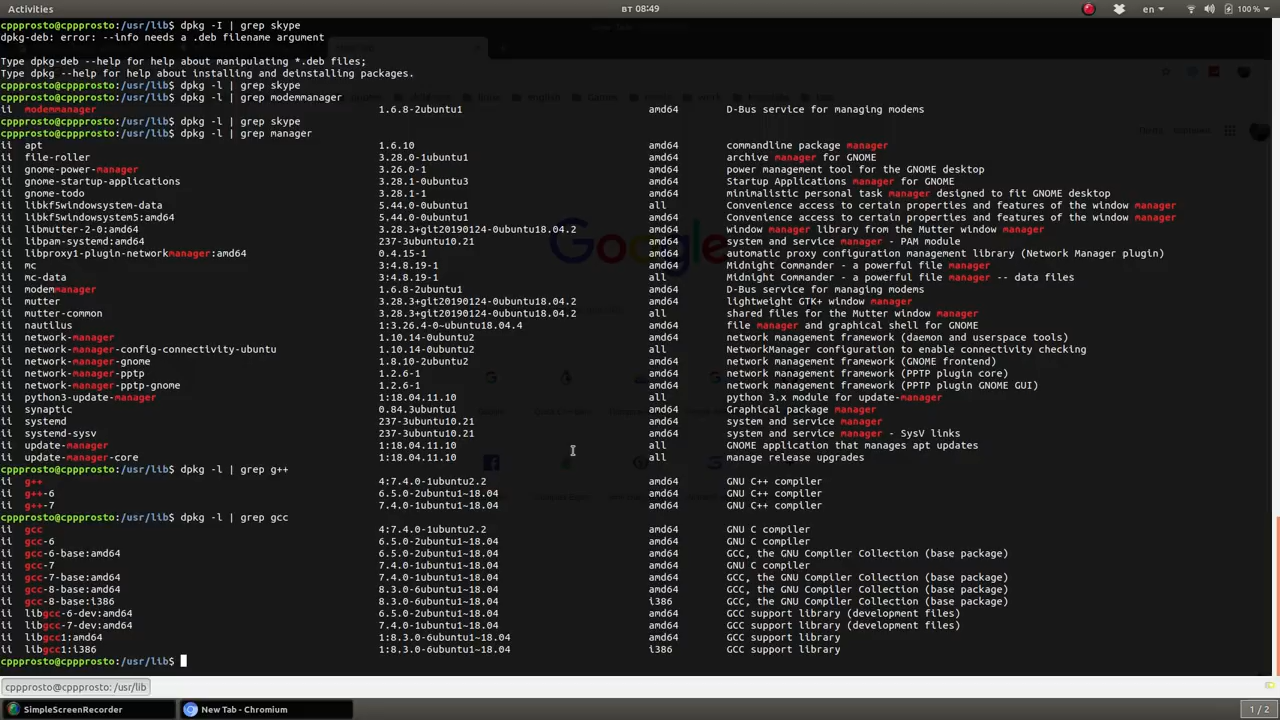 Activities
вт 08:49
en
100 %
cppprosto@cppprosto:/usr/lib$ dpkg -I | grep skype
dpkg-deb: error: --info needs a .deb filename argument
Type dpkg-deb --help for help about manipulating *.deb files;
Type dpkg --help for help about installing and deinstalling packages.
cppprosto@cppprosto:/usr/lib$ dpkg -l | grep skype
cppprosto@cppprosto:/usr/lib$ dpkg -l | grep modemmanager
ii modemmanager 1.6.8-2ubuntu1 amd64 D-Bus service for managing modems
cppprosto@cppprosto:/usr/lib$ dpkg -l | grep skype
cppprosto@cppprosto:/usr/lib$ dpkg -l | grep manager
ii apt 1.6.10 amd64 commandline package manager
ii file-roller 3.28.0-1ubuntu1 amd64 archive manager for GNOME
ii gnome-power-manager 3.26.0-1 amd64 power management tool for the GNOME desktop
ii gnome-startup-applications 3.28.1-0ubuntu3 amd64 Startup Applications manager for GNOME
ii gnome-todo 3.28.1-1 amd64 minimalistic personal task manager designed to fit GNOME desktop
ii libkf5windowsystem-data 5.44.0-0ubuntu1 all Convenience access to certain properties and features of the window manager
ii libkf5windowsystem5:amd64 5.44.0-0ubuntu1 amd64 Convenience access to certain properties and features of the window manager
ii libmutter-2-0:amd64 3.28.3+git20190124-0ubuntu18.04.2 amd64 window manager library from the Mutter window manager
ii libpam-systemd:amd64 237-3ubuntu10.21 amd64 system and service manager - PAM module
ii libproxy1-plugin-networkmanager:amd64 0.4.15-1 amd64 automatic proxy configuration management library (Network Manager plugin)
ii mc 3:4.8.19-1 amd64 Midnight Commander - a powerful file manager
ii mc-data 3:4.8.19-1 all Midnight Commander - a powerful file manager -- data files
ii modemmanager 1.6.8-2ubuntu1 amd64 D-Bus service for managing modems
ii mutter 3.28.3+git20190124-0ubuntu18.04.2 amd64 lightweight GTK+ window manager
ii mutter-common 3.28.3+git20190124-0ubuntu18.04.2 all shared files for the Mutter window manager
ii nautilus 1:3.26.4-0~ubuntu18.04.4 amd64 file manager and graphical shell for GNOME
ii network-manager 1.10.14-0ubuntu2 amd64 network management framework (daemon and userspace tools)
ii network-manager-config-connectivity-ubuntu 1.10.14-0ubuntu2 all NetworkManager configuration to enable connectivity checking
ii network-manager-gnome 1.8.10-2ubuntu2 amd64 network management framework (GNOME frontend)
ii network-manager-pptp 1.2.6-1 amd64 network management framework (PPTP plugin core)
ii network-manager-pptp-gnome 1.2.6-1 amd64 network management framework (PPTP plugin GNOME GUI)
ii python3-update-manager 1:18.04.11.10 all python 3.x module for update-manager
ii synaptic 0.84.3ubuntu1 amd64 Graphical package manager
ii systemd 237-3ubuntu10.21 amd64 system and service manager
ii systemd-sysv 237-3ubuntu10.21 amd64 system and service manager - SysV links
ii update-manager 1:18.04.11.10 all GNOME application that manages apt updates
ii update-manager-core 1:18.04.11.10 all manage release upgrades
cppprosto@cppprosto:/usr/lib$ dpkg -l | grep g++
ii g++ 4:7.4.0-1ubuntu2.2 amd64 GNU C++ compiler
ii g++-6 6.5.0-2ubuntu1~18.04 amd64 GNU C++ compiler
ii g++-7 7.4.0-1ubuntu1~18.04 amd64 GNU C++ compiler
cppprosto@cppprosto:/usr/lib$ dpkg -l | grep gcc
ii gcc 4:7.4.0-1ubuntu2.2 amd64 GNU C compiler
ii gcc-6 6.5.0-2ubuntu1~18.04 amd64 GNU C compiler
ii gcc-6-base:amd64 6.5.0-2ubuntu1~18.04 amd64 GCC, the GNU Compiler Collection (base package)
ii gcc-7 7.4.0-1ubuntu1~18.04 amd64 GNU C compiler
ii gcc-7-base:amd64 7.4.0-1ubuntu1~18.04 amd64 GCC, the GNU Compiler Collection (base package)
ii gcc-8-base:amd64 8.3.0-6ubuntu1~18.04 amd64 GCC, the GNU Compiler Collection (base package)
ii gcc-8-base:i386 8.3.0-6ubuntu1~18.04 i386 GCC, the GNU Compiler Collection (base package)
ii libgcc-6-dev:amd64 6.5.0-2ubuntu1~18.04 amd64 GCC support library (development files)
ii libgcc-7-dev:amd64 7.4.0-1ubuntu1~18.04 amd64 GCC support library (development files)
ii libgcc1:amd64 1:8.3.0-6ubuntu1~18.04 amd64 GCC support library
ii libgcc1:i386 1:8.3.0-6ubuntu1~18.04 i386 GCC support library
cppprosto@cppprosto:/usr/lib$
Google
cppprosto@cppprosto: /usr/lib
SimpleScreenRecorder
New Tab - Chromium
1 / 2